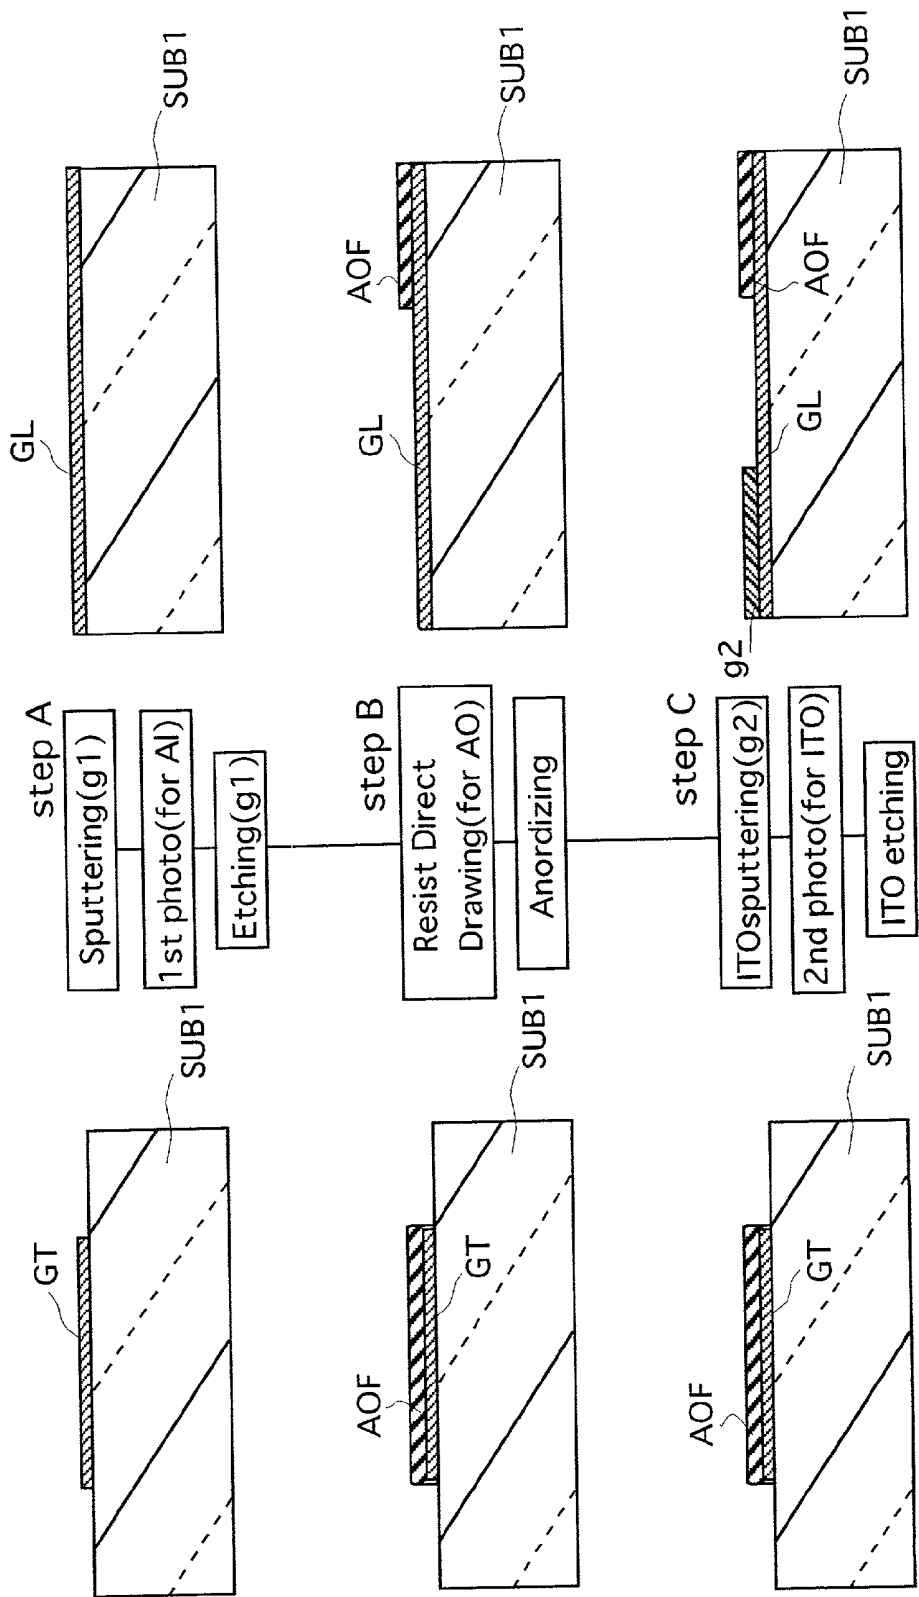 GT
SUB1
step A
Sputtering(g1)
1st photo(for Al)
Etching(g1)
GL
SUB1
AOF
GT
SUB1
step B
Resist Direct
Drawing(for AO)
Anordizing
AOF
GL
SUB1
AOF
GT
SUB1
step C
ITOsputtering(g2)
2nd photo(for ITO)
ITO etching
g2
GL
AOF
SUB1